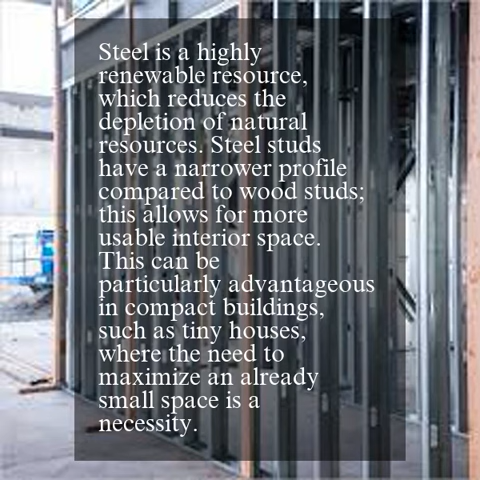 Steel is a highly
renewable resource,
which reduces the
depletion of natural
resources. Steel studs
have a narrower profile
compared to wood studs;
this allows for more
usable interior space.
This can be
particularly advantageous
in compact buildings,
such as tiny houses,
where the need to
maximize an already
small space is a
necessity.